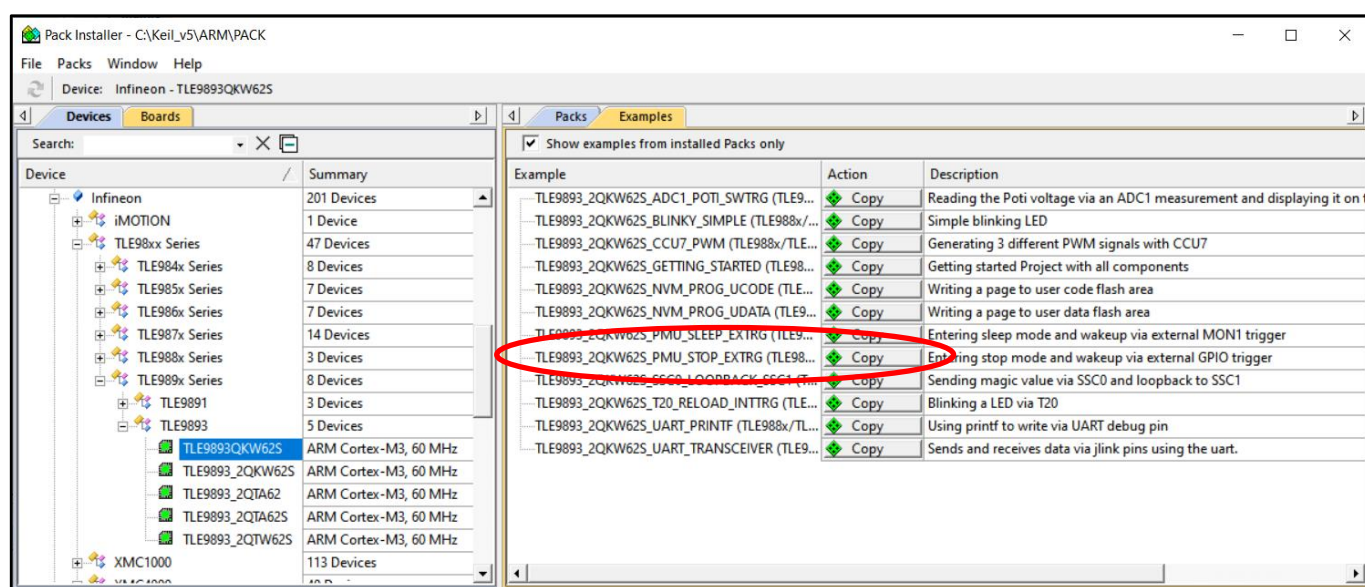 Pack Installer - C:\Keil_v5\ARM\PACK
File Packs Window Help
Device: Infineon - TLE9893QKW62S
Devices Boards
Search:
Device Summary
Infineon 201 Devices
iMOTION 1 Device
TLE98xx Series 47 Devices
TLE984x Series 8 Devices
TLE985x Series 7 Devices
TLE986x Series 7 Devices
TLE987x Series 14 Devices
TLE988x Series 3 Devices
TLE989x Series 8 Devices
TLE9891 3 Devices
TLE9893 5 Devices
TLE9893QKW62S ARM Cortex-M3, 60 MHz
TLE9893_2QKW62S ARM Cortex-M3, 60 MHz
TLE9893_2QTA62 ARM Cortex-M3, 60 MHz
TLE9893_2QTA62S ARM Cortex-M3, 60 MHz
TLE9893_2QTW62S ARM Cortex-M3, 60 MHz
XMC1000 113 Devices
Packs Examples
Show examples from installed Packs only
Example Action Description
TLE9893_2QKW62S_ADC1_POTI_SWTRG (TLE9... Copy Reading the Poti voltage via an ADC1 measurement and displaying it on
TLE9893_2QKW62S_BLINKY_SIMPLE (TLE988x/... Copy Simple blinking LED
TLE9893_2QKW62S_CCU7_PWM (TLE988x/TLE... Copy Generating 3 different PWM signals with CCU7
TLE9893_2QKW62S_GETTING_STARTED (TLE98... Copy Getting started Project with all components
TLE9893_2QKW62S_NVM_PROG_UCODE (TLE... Copy Writing a page to user code flash area
TLE9893_2QKW62S_NVM_PROG_UDATA (TLE9... Copy Writing a page to user data flash area
TLE9893_2QKW62S_PMU_SLEEP_EXTRG (TLE9... Copy Entering sleep mode and wakeup via external MON1 trigger
TLE9893_2QKW62S_PMU_STOP_EXTRG (TLE98... Copy Entering stop mode and wakeup via external GPIO trigger
TLE9893_2QKW62S_SSC0_LOOPBACK_SSC1 (T... Copy Sending magic value via SSC0 and loopback to SSC1
TLE9893_2QKW62S_T20_RELOAD_INTTRG (TLE... Copy Blinking a LED via T20
TLE9893_2QKW62S_UART_PRINTF (TLE988x/TL... Copy Using printf to write via UART debug pin
TLE9893_2QKW62S_UART_TRANSCEIVER (TLE9... Copy Sends and receives data via jlink pins using the uart.